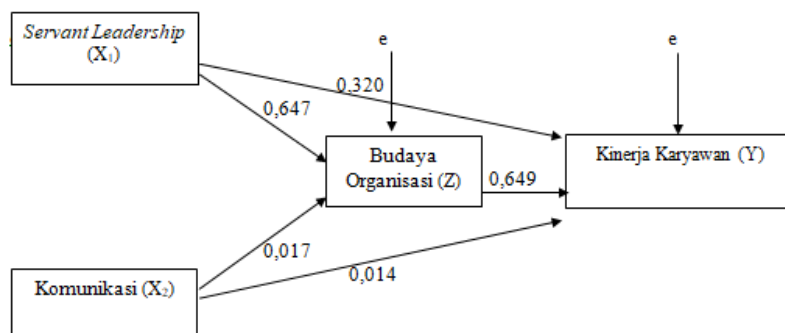 Servant Leadership
(X₁)
e
e
0,320
0,647
Budaya
Organisasi (Z)
Kinerja Karyawan (Y)
0,649
0,017
0,014
Komunikasi (X₂)